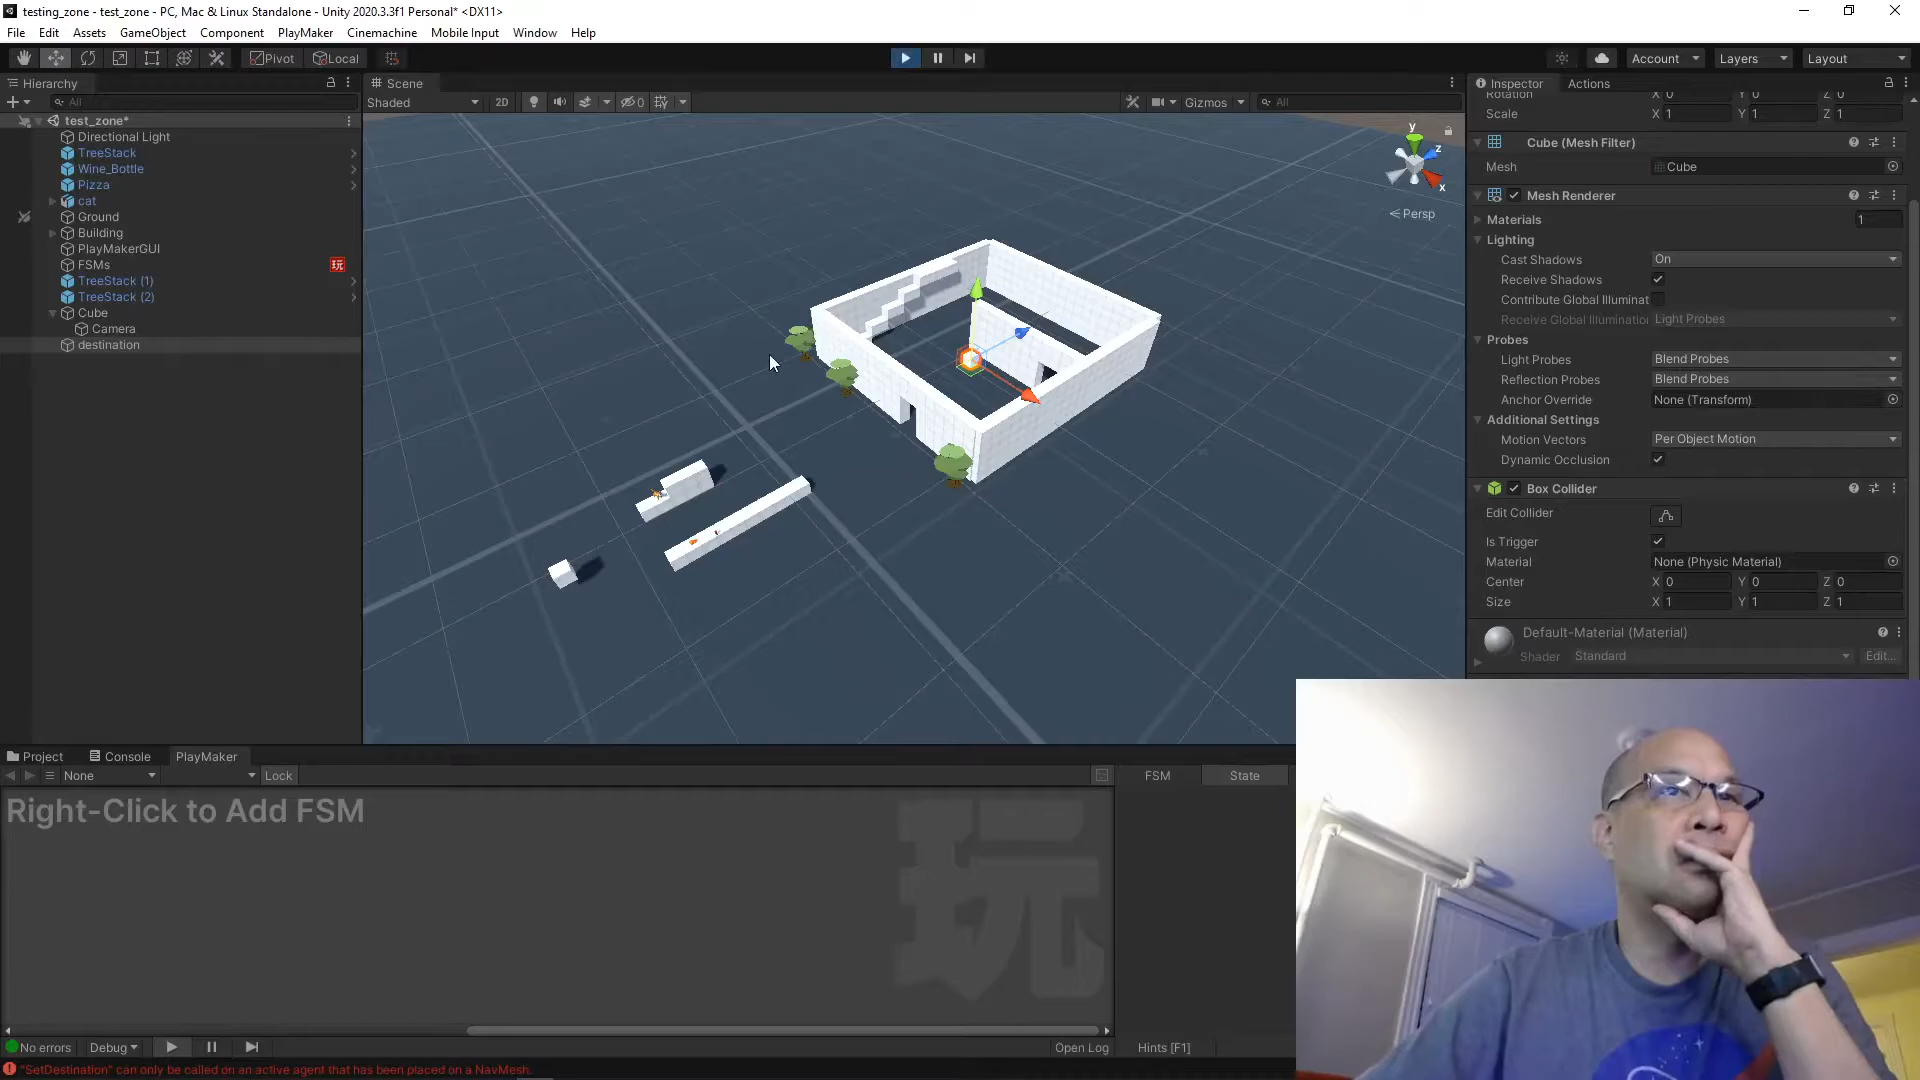 testing_zone - test_zone - PC, Mac & Linux Standalone - Unity 2020.3.3f1 Personal* <DX11>
File Edit Assets GameObject Component PlayMaker Cinemachine Mobile Input Window Help
Pivot Local Account Layers Layout
Hierarchy
All
test_zone*
Directional Light
TreeStack
Wine_Bottle
Pizza
cat
Ground
Building
PlayMakerGUI
FSMs
玩
TreeStack (1)
TreeStack (2)
Cube
Camera
destination
Scene
Shaded 2D 0 Gizmos All
y
z
x
Persp
Inspector Actions
Rotation X 0 Y 0 Z 0
Scale X 1 Y 1 Z 1
Cube (Mesh Filter)
Mesh Cube
Mesh Renderer
Materials 1
Lighting
Cast Shadows On
Receive Shadows
Contribute Global Illuminat
Receive Global Illumination Light Probes
Probes
Light Probes Blend Probes
Reflection Probes Blend Probes
Anchor Override None (Transform)
Additional Settings
Motion Vectors Per Object Motion
Dynamic Occlusion
Box Collider
Edit Collider
Is Trigger
Material None (Physic Material)
Center X 0 Y 0 Z 0
Size X 1 Y 1 Z 1
Default-Material (Material)
Shader Standard Edit...
Project Console PlayMaker
None Lock FSM State
Right-Click to Add FSM
玩
No errors Debug Open Log Hints [F1]
"SetDestination" can only be called on an active agent that has been placed on a NavMesh.